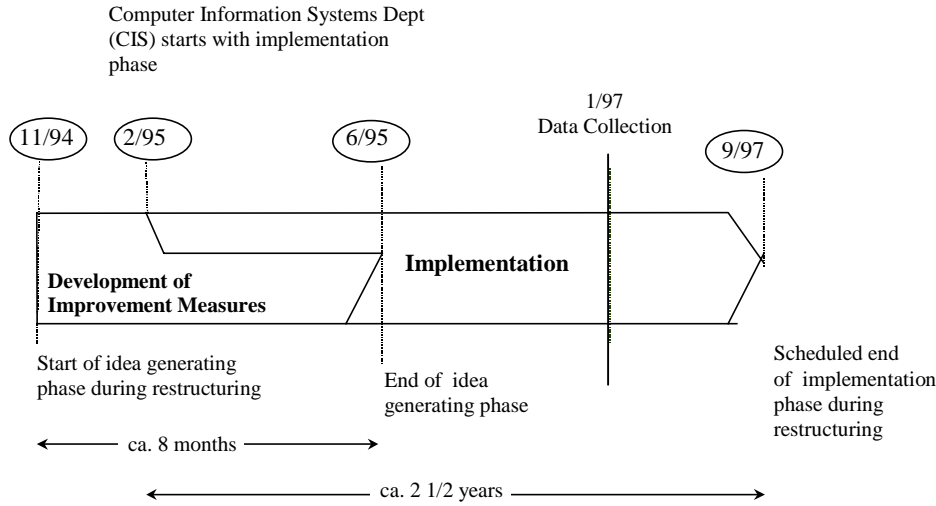 Computer Information Systems Dept
(CIS) starts with implementation
phase
1/97
Data Collection
11/94
2/95
6/95
9/97
Implementation
Development of
Improvement Measures
Start of idea generating
phase during restructuring
End of idea
generating phase
Scheduled end
of implementation
phase during
restructuring
ca. 8 months
ca. 2 1/2 years